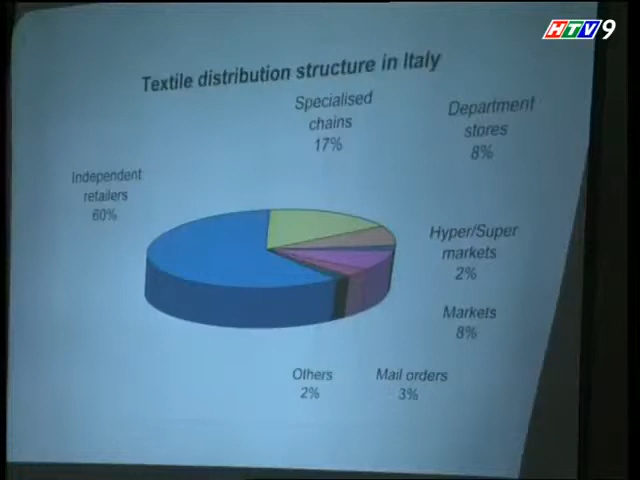 HTV9
Textile distribution structure in Italy
Specialised
chains
17%
Department
stores
8%
Independent
retailers
60%
Hyper/Super
markets
2%
Markets
8%
Others
2%
Mail orders
3%